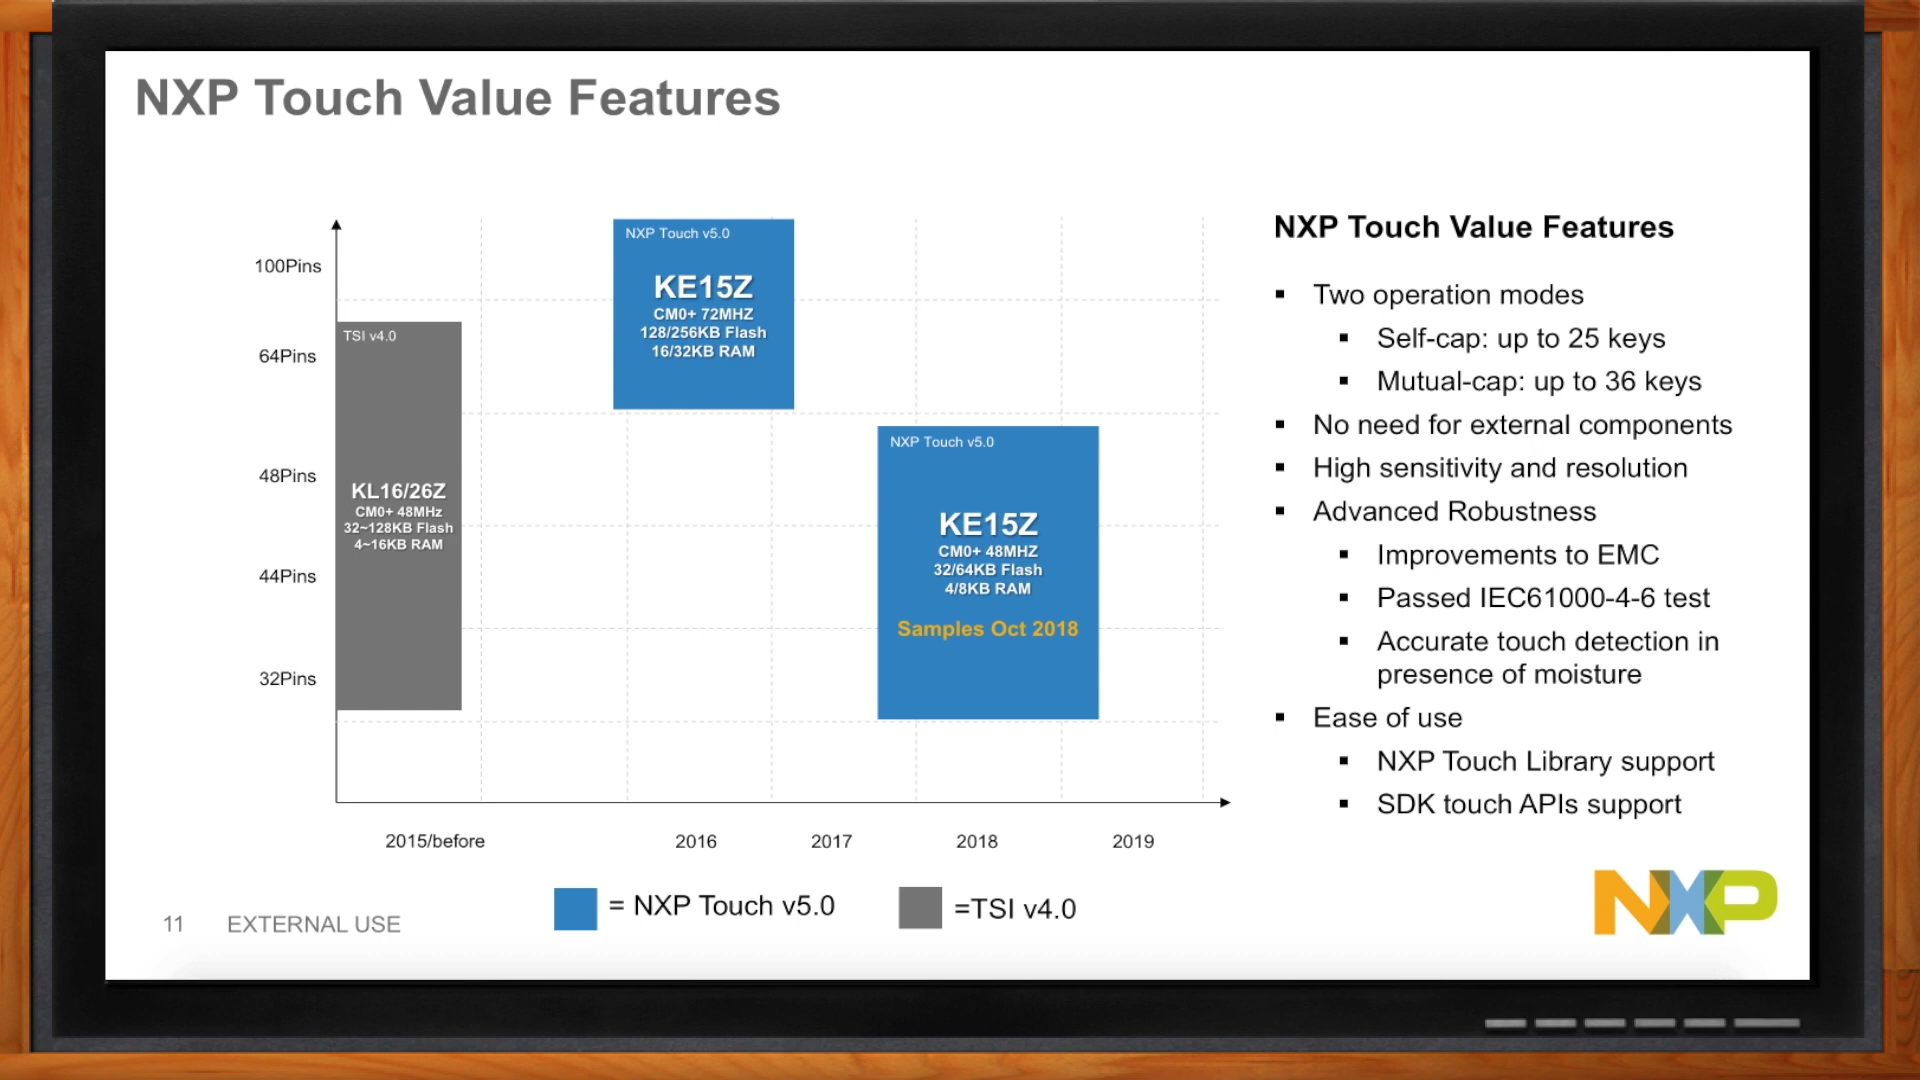 NXP Touch Value Features
100Pins
64Pins
48Pins
44Pins
32Pins
TSI v4.0
KL16/26Z
CM0+ 48MHz
32~128KB Flash
4~16KB RAM
NXP Touch v5.0
KE15Z
CM0+ 72MHZ
128/256KB Flash
16/32KB RAM
NXP Touch v5.0
KE15Z
CM0+ 48MHZ
32/64KB Flash
4/8KB RAM
Samples Oct 2018
2015/before
2016
2017
2018
2019
= NXP Touch v5.0
=TSI v4.0
NXP Touch Value Features
▪ Two operation modes
▪ Self-cap: up to 25 keys
▪ Mutual-cap: up to 36 keys
▪ No need for external components
▪ High sensitivity and resolution
▪ Advanced Robustness
▪ Improvements to EMC
▪ Passed IEC61000-4-6 test
▪ Accurate touch detection in
presence of moisture
▪ Ease of use
▪ NXP Touch Library support
▪ SDK touch APIs support
11 EXTERNAL USE
NXP